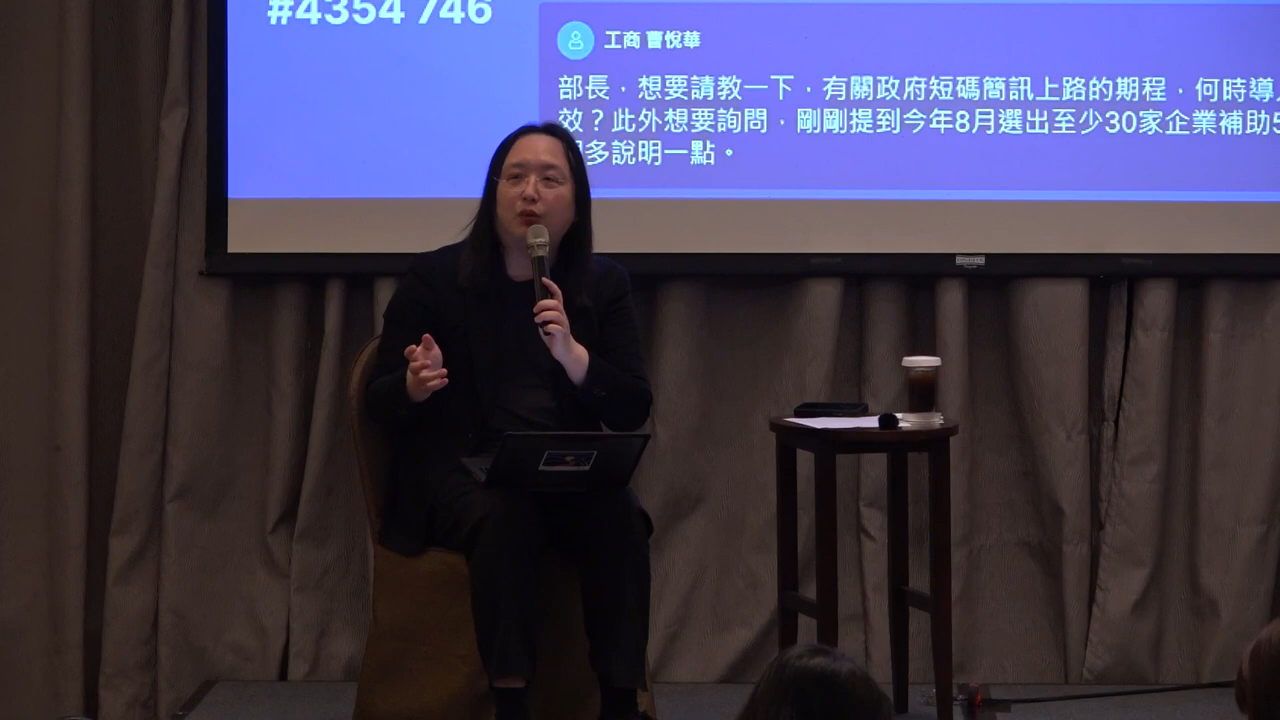 #4354 746
工商 曹悅華
部長，想要請教一下，有關政府短碼簡訊上路的期程，何時導
效？此外想要詢問，剛剛提到今年8月選出至少30家企業補助
多說明一點。